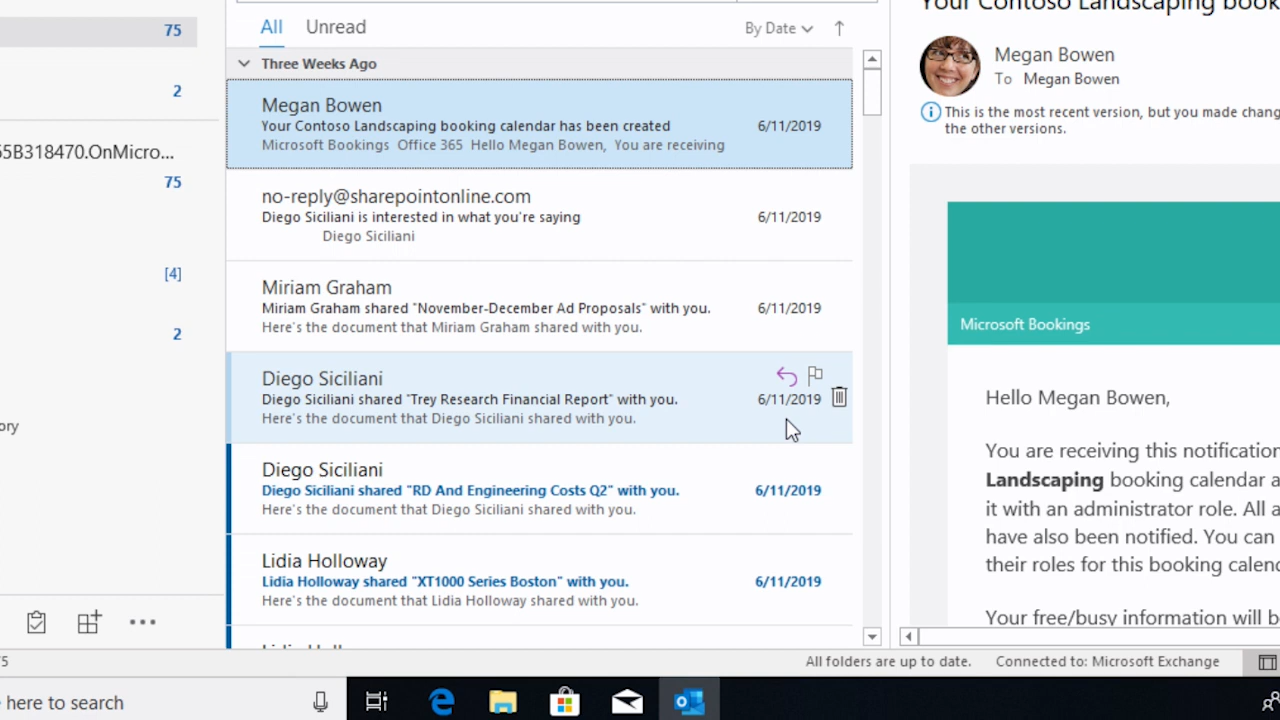 75
2
65B318470.OnMicro...
75
[4]
2
ory
All Unread By Date
Three Weeks Ago
Megan Bowen
Your Contoso Landscaping booking calendar has been created 6/11/2019
Microsoft Bookings Office 365 Hello Megan Bowen, You are receiving
no-reply@sharepointonline.com
Diego Siciliani is interested in what you're saying 6/11/2019
Diego Siciliani
Miriam Graham
Miriam Graham shared "November-December Ad Proposals" with you. 6/11/2019
Here's the document that Miriam Graham shared with you.
Diego Siciliani
Diego Siciliani shared "Trey Research Financial Report" with you. 6/11/2019
Here's the document that Diego Siciliani shared with you.
Diego Siciliani
Diego Siciliani shared "RD And Engineering Costs Q2" with you. 6/11/2019
Here's the document that Diego Siciliani shared with you.
Lidia Holloway
Lidia Holloway shared "XT1000 Series Boston" with you. 6/11/2019
Here's the document that Lidia Holloway shared with you.
Your Contoso Landscaping book
Megan Bowen
To Megan Bowen
This is the most recent version, but you made chang
the other versions.
Microsoft Bookings
Hello Megan Bowen,
You are receiving this notification
Landscaping booking calendar a
it with an administrator role. All a
have also been notified. You can
their roles for this booking calend
Your free/busy information will b
75 All folders are up to date. Connected to: Microsoft Exchange
here to search